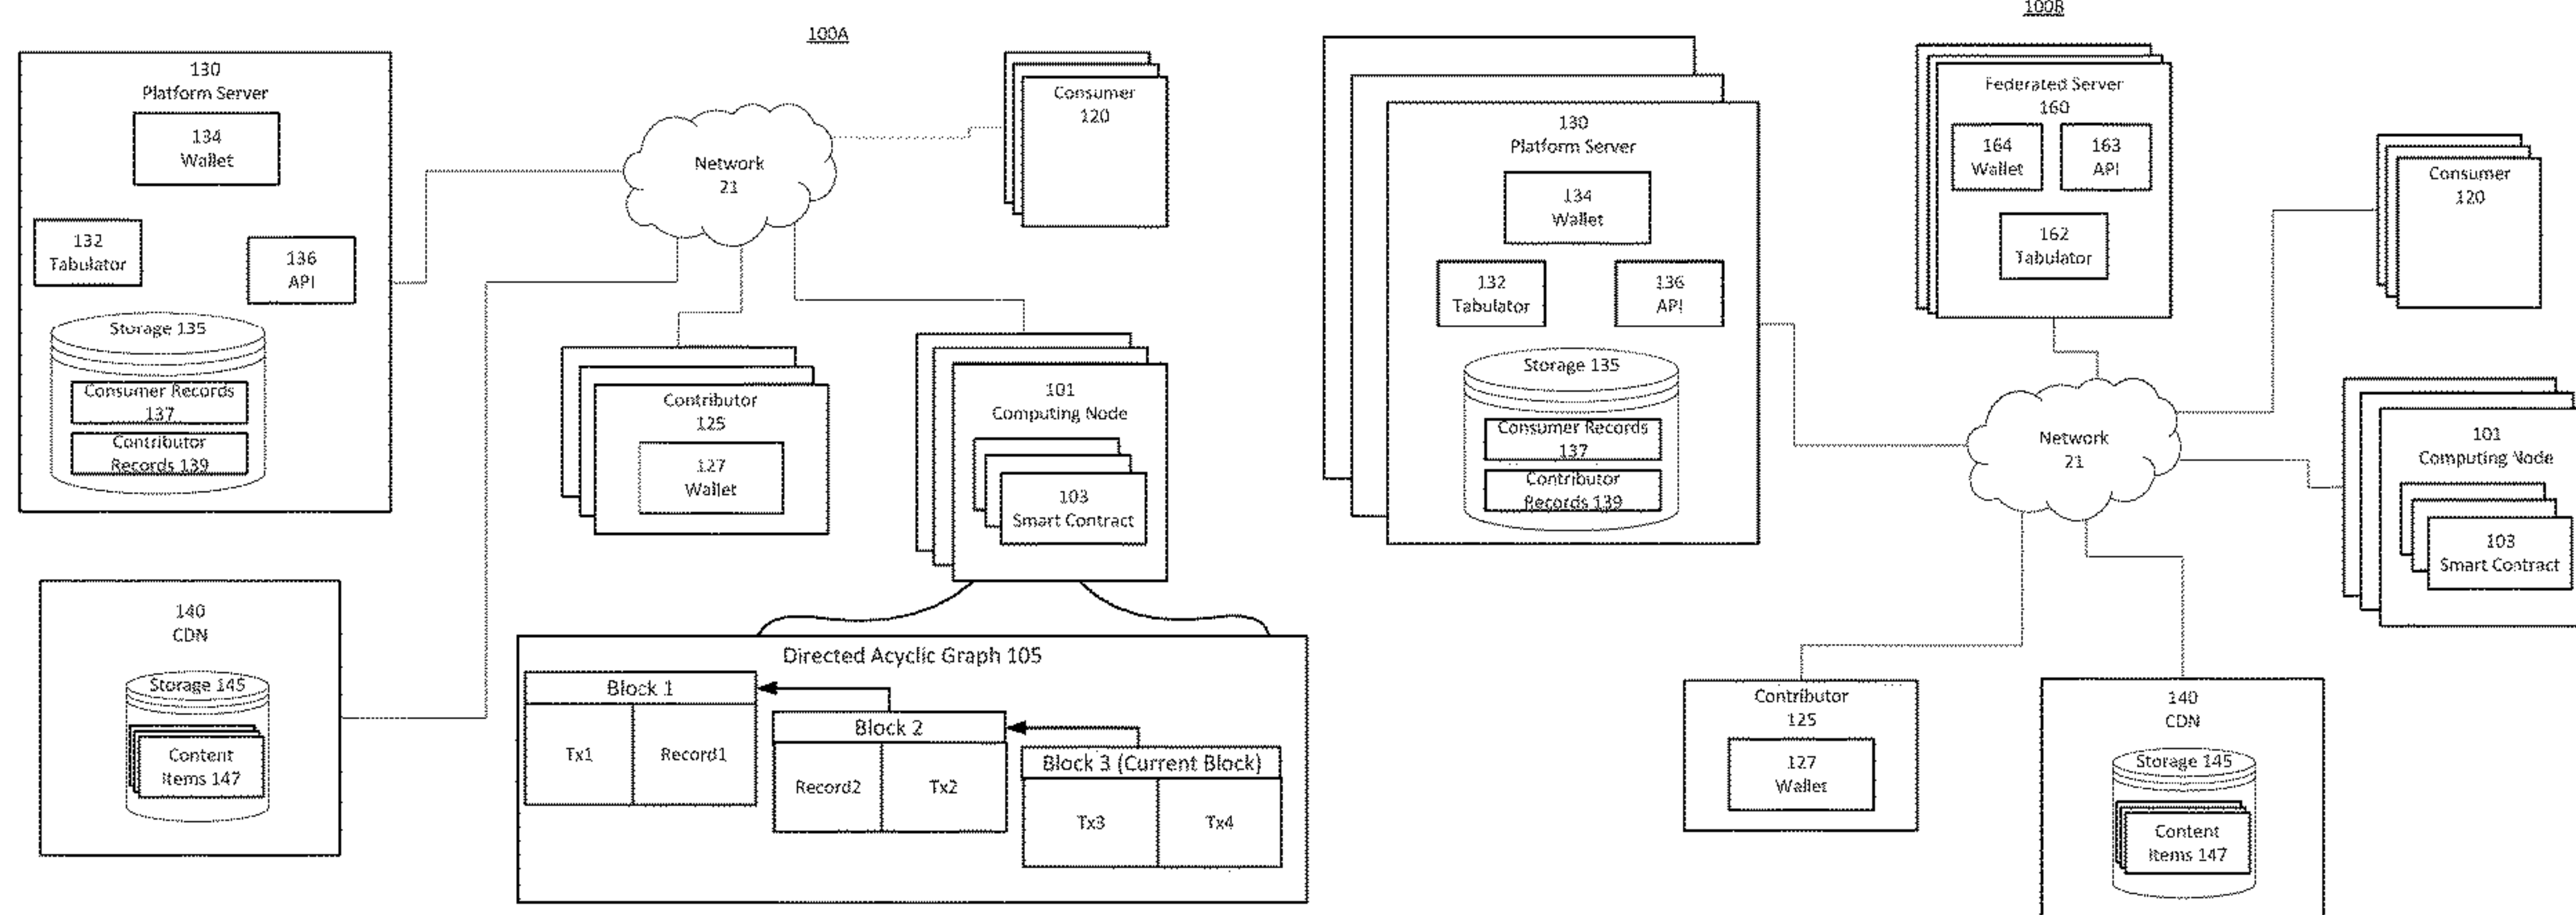 100A
130
Platform Server
134
Wallet
132
Tabulator
136
API
Storage 135
Consumer Records
137
Contributor
Records 139
140
CDN
Storage 145
Content
Items 147
Network
21
Consumer
120
Contributor
125
127
Wallet
101
Computing Node
103
Smart Contract
Directed Acyclic Graph 105
Block 1
Tx1
Record1
Block 2
Record2
Tx2
Block 3 (Current Block)
Tx3
Tx4
100B
130
Platform Server
134
Wallet
132
Tabulator
136
API
Storage 135
Consumer Records
137
Contributor
Records 139
Federated Server
160
164
Wallet
163
API
162
Tabulator
Consumer
120
Network
21
101
Computing Node
103
Smart Contract
Contributor
125
127
Wallet
140
CDN
Storage 145
Content
Items 147